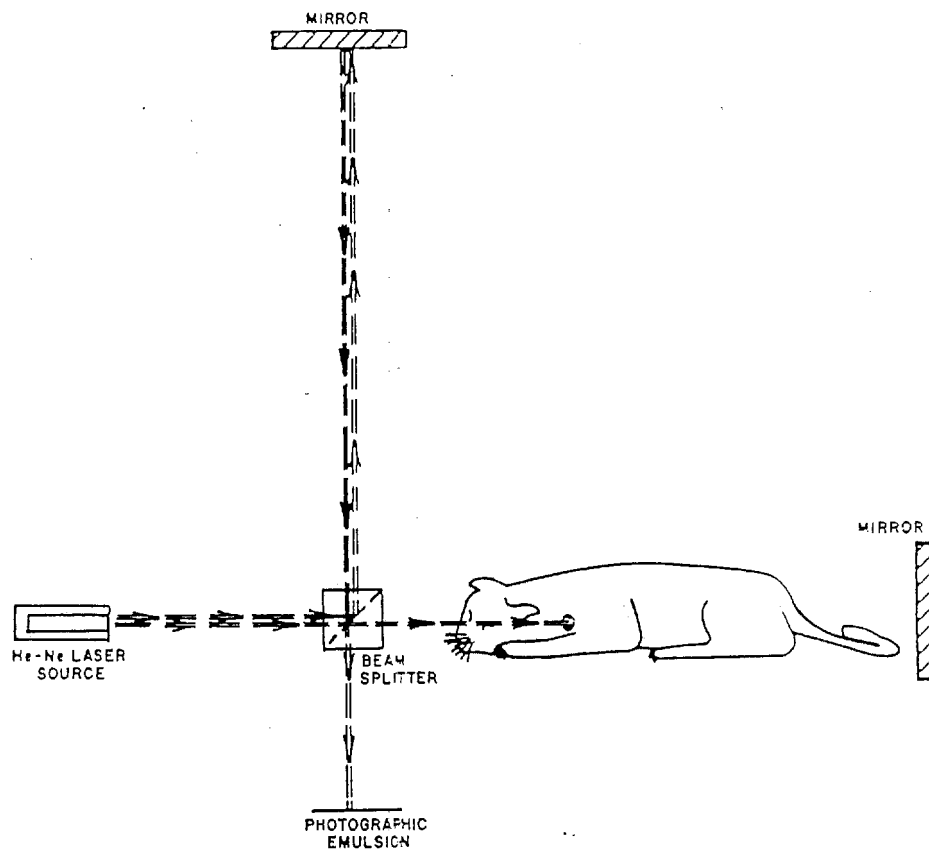 MIRROR
MIRROR
He-Ne LASER
SOURCE
BEAM
SPLITTER
PHOTOGRAPHIC
EMULSION